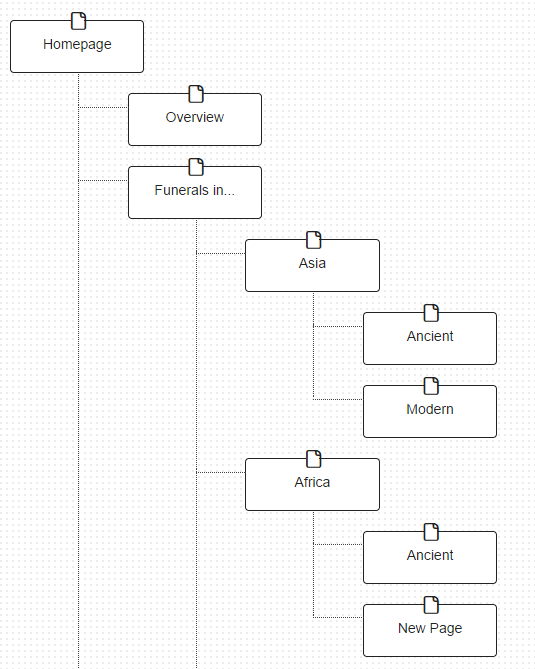 Homepage
Overview
Funerals in...
Asia
Ancient
Modern
Africa
Ancient
New Page